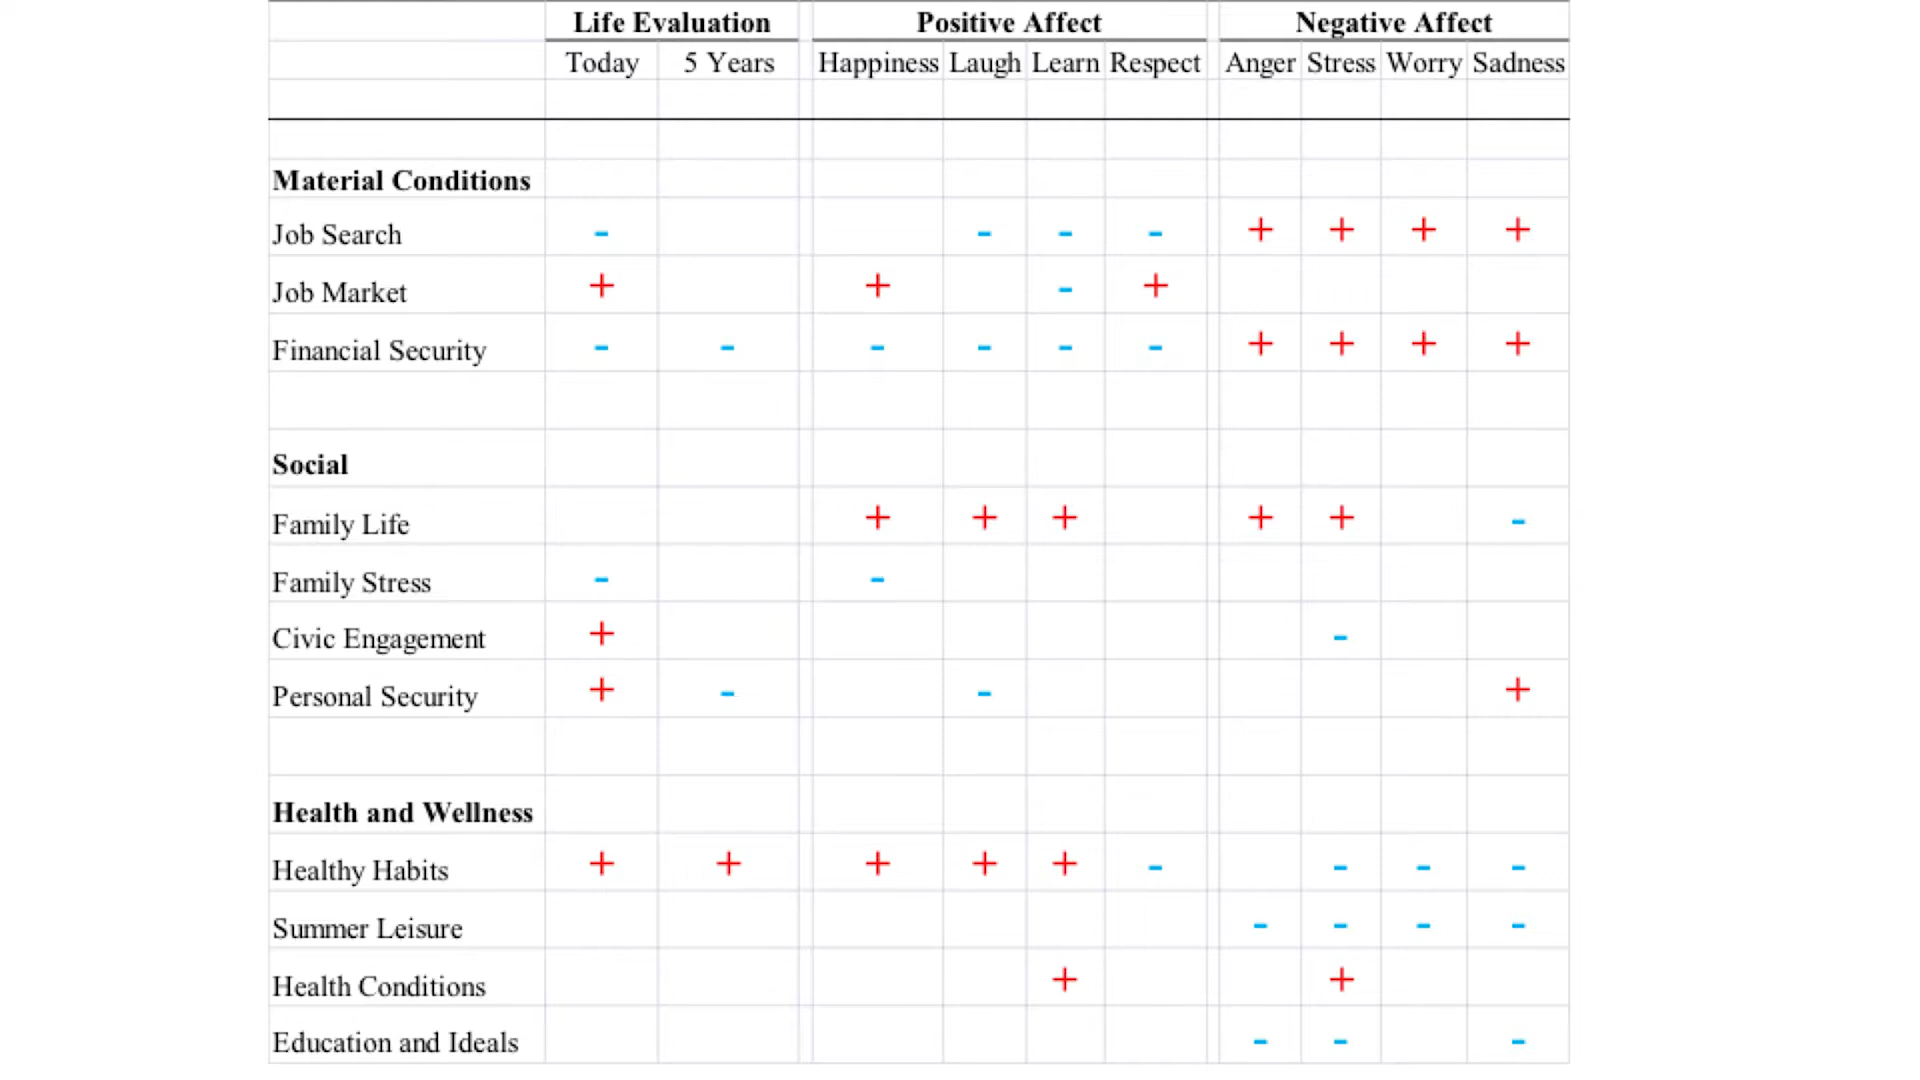 Life Evaluation Positive Affect Negative Affect
Today 5 Years Happiness Laugh Learn Respect Anger Stress Worry Sadness
Material Conditions
Job Search - - - - + + + +
Job Market + + - +
Financial Security - - - - - - + + + +
Social
Family Life + + + + + -
Family Stress - -
Civic Engagement + -
Personal Security + - - +
Health and Wellness
Healthy Habits + + + + + - - - -
Summer Leisure - - - -
Health Conditions + +
Education and Ideals - - -